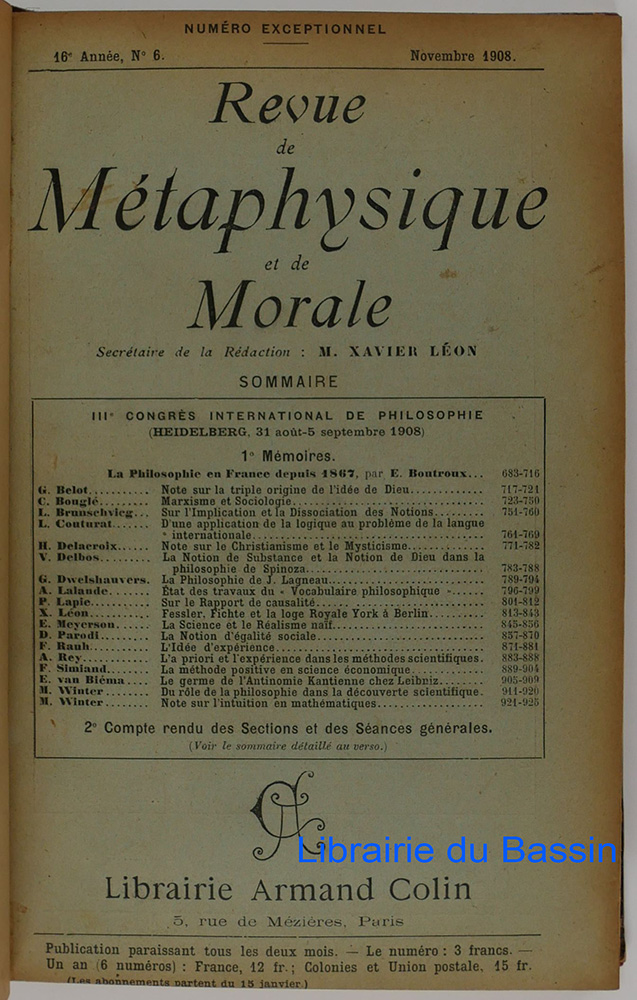 NUMÉRO EXCEPTIONNEL
16e Année, No 6.
Novembre 1908.
Revue
de
Métaphysique
et de
Morale
Secrétaire de la Rédaction : M. XAVIER LÉON
SOMMAIRE
IIIe CONGRÈS INTERNATIONAL DE PHILOSOPHIE
(HEIDELBERG, 31 août-5 septembre 1908)
1o Mémoires.
La Philosophie en France depuis 1867, par E. Boutroux... 683-716
G. Belot.......... Note sur la triple origine de l'idée de Dieu............. 717-721
C. Bouglé......... Marxisme et Sociologie............. 723-750
L. Brunschvicg... Sur l'Implication et la Dissociation des Notions......... 751-760
L. Couturat....... D'une application de la logique au problème de la langue
internationale............. 761-769
H. Delacroix...... Note sur le Christianisme et le Mysticisme............. 771-782
V. Delbos.......... La Notion de Substance et la Notion de Dieu dans la
philosophie de Spinoza............. 783-788
G. Dwelshauvers. La Philosophie de J. Lagneau............. 789-794
A. Lalande........ État des travaux du « Vocabulaire philosophique »...... 796-799
P. Lapie........... Sur le Rapport de causalité............. 801-812
X. Léon............ Fessler, Fichte et la loge Royale York à Berlin......... 813-843
E. Meyerson...... La Science et le Réalisme naïf............. 845-856
D. Parodi.......... La Notion d'égalité sociale............. 857-870
F. Rauh............ L'Idée d'expérience............. 871-881
A. Rey............. L'a priori et l'expérience dans les méthodes scientifiques. 883-888
F. Simiand........ La méthode positive en science économique............. 889-904
E. van Biéma.... Le germe de l'Antinomie Kantienne chez Leibniz........ 905-909
M. Winter........ Du rôle de la philosophie dans la découverte scientifique. 911-920
M. Winter........ Note sur l'intuition en mathématiques............. 921-925
2o Compte rendu des Sections et des Séances générales.
(Voir le sommaire détaillé au verso.)
Librairie du Bassin
Librairie Armand Colin
5, rue de Mézières, Paris
Publication paraissant tous les deux mois. — Le numéro : 3 francs. —
Un an (6 numéros) : France, 12 fr.; Colonies et Union postale, 15 fr.
(Les abonnements partent du 15 janvier.)